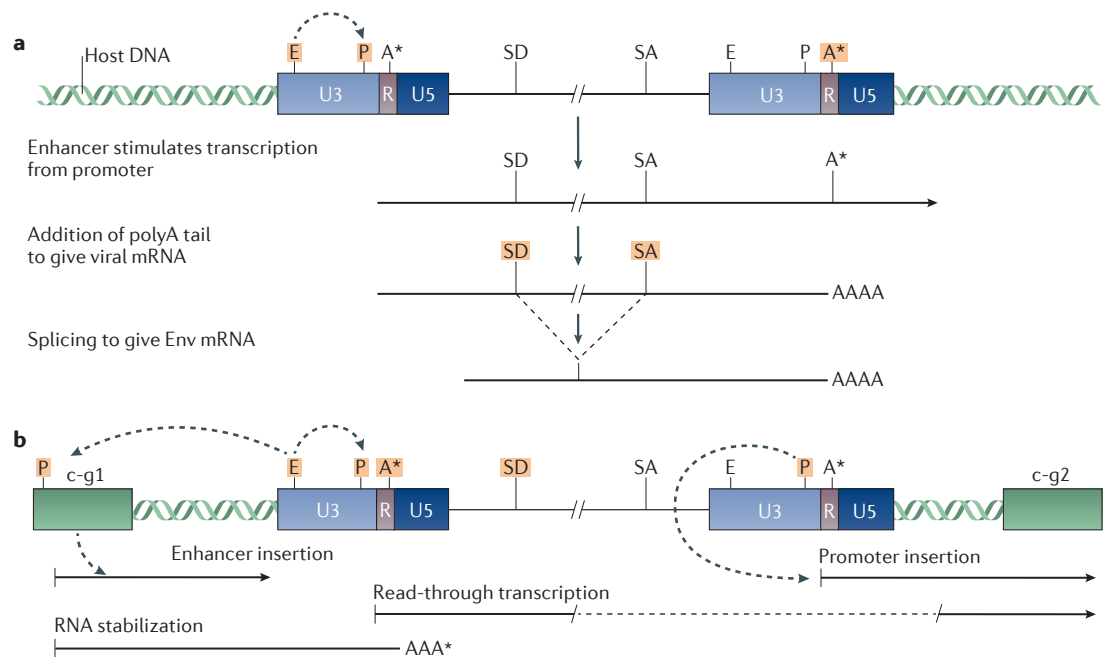 a
Host DNA
E P A* SD SA E P A*
U3 R U5 U3 R U5
Enhancer stimulates transcription
from promoter
SD SA A*
Addition of polyA tail
to give viral mRNA
SD SA
AAAA
Splicing to give Env mRNA
AAAA
b
P c-g1 E P A* SD SA E P A* c-g2
U3 R U5 U3 R U5
Enhancer insertion
Promoter insertion
Read-through transcription
RNA stabilization
AAA*